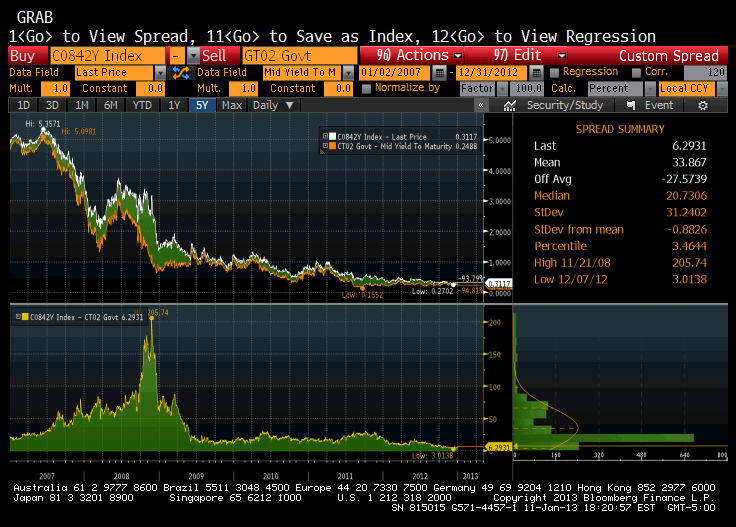 GRAB
1<Go> to View Spread, 11<Go> to Save as Index, 12<Go> to View Regression
Buy C0842Y Index - Sell GT02 Govt 96) Actions 97) Edit Custom Spread
Data Field Last Price Data Field Mid Yield To M 01/02/2007 - 12/31/2012 Regression Corr. 120
Mult. 1.0 Constant 0.0 Mult. 1.0 Constant 0.0 Normalize by Factor 100.0 Calc. Percent Local CCY
1D 3D 1M 6M YTD 1Y 5Y Max Daily « Security/Study Event
Hi: 5.3571
Hi: 5.0981
C0842Y Index - Last Price 0.3117
CT02 Govt - Mid Yield To Maturity 0.2488
5.0000
4.0000
3.0000
2.0000
1.0000
-93.79%
0.3117
0.0000
Low: 0.2702 -94.81%
Low: 0.1552
SPREAD SUMMARY
Last 6.2931
Mean 33.867
Off Avg -27.5739
Median 20.7306
StDev 31.2402
StDev from mean -0.8826
Percentile 3.4644
High 11/21/08 205.74
Low 12/07/12 3.0138
C0842Y Index - CT02 Govt 6.2931
205.74
200
150
100
50
6.2931
Low: 3.0138
0 160 320 480 640 800
2007 2008 2009 2010 2011 2012 2013
Australia 61 2 9777 8600 Brazil 5511 3048 4500 Europe 44 20 7330 7500 Germany 49 69 9204 1210 Hong Kong 852 2977 6000
Japan 81 3 3201 8900 Singapore 65 6212 1000 U.S. 1 212 318 2000 Copyright 2013 Bloomberg Finance L.P.
SN 815015 G571-4457-1 11-Jan-13 18:20:57 EST GMT-5:00